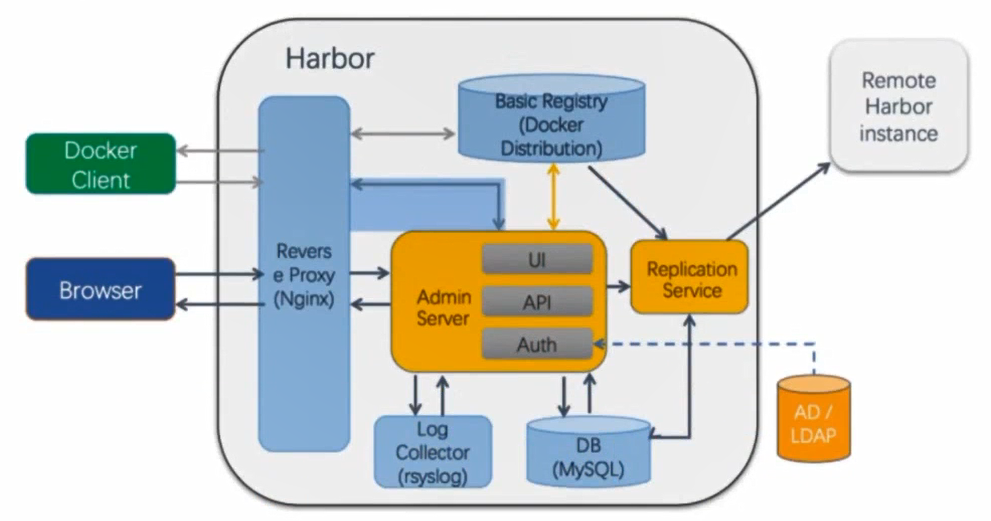 Harbor
Basic Registry
(Docker
Distribution)
Remote
Harbor
instance
Docker
Client
Revers
e Proxy
(Nginx)
Browser
Admin
Server
UI
API
Auth
Replication
Service
AD /
LDAP
Log
Collector
(rsyslog)
DB
(MySQL)